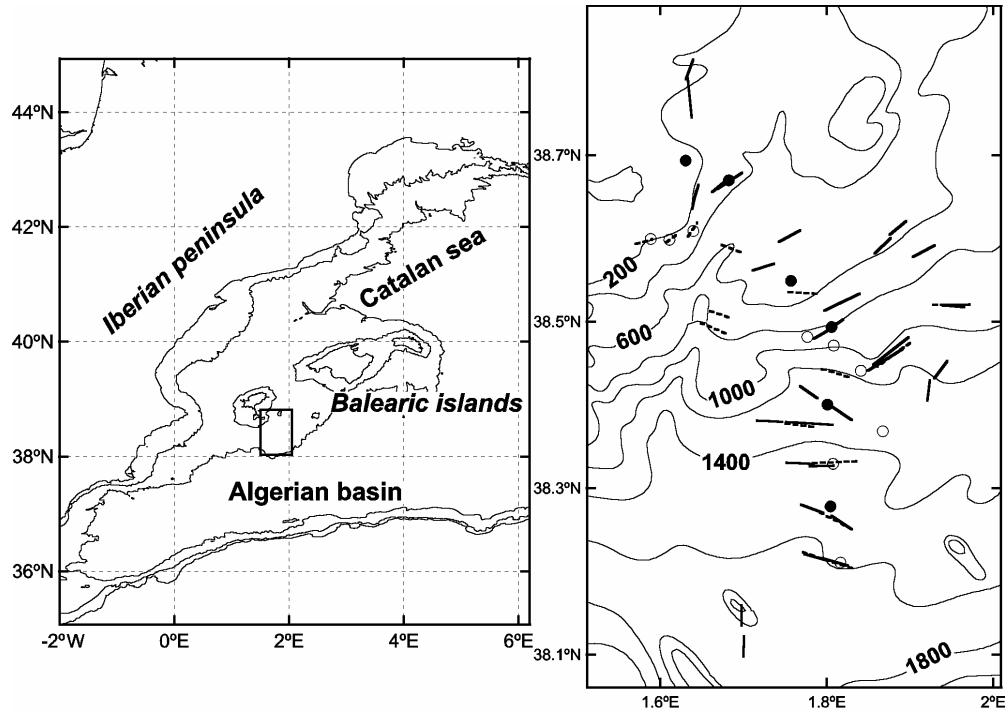 44ºN
42ºN
40ºN
38ºN
36ºN
-2ºW
0ºE
2ºE
4ºE
6ºE
Iberian peninsula
Catalan sea
Balearic islands
Algerian basin
38.7ºN
38.5ºN
38.3ºN
38.1ºN
1.6ºE
1.8ºE
2ºE
200
600
1000
1400
1800